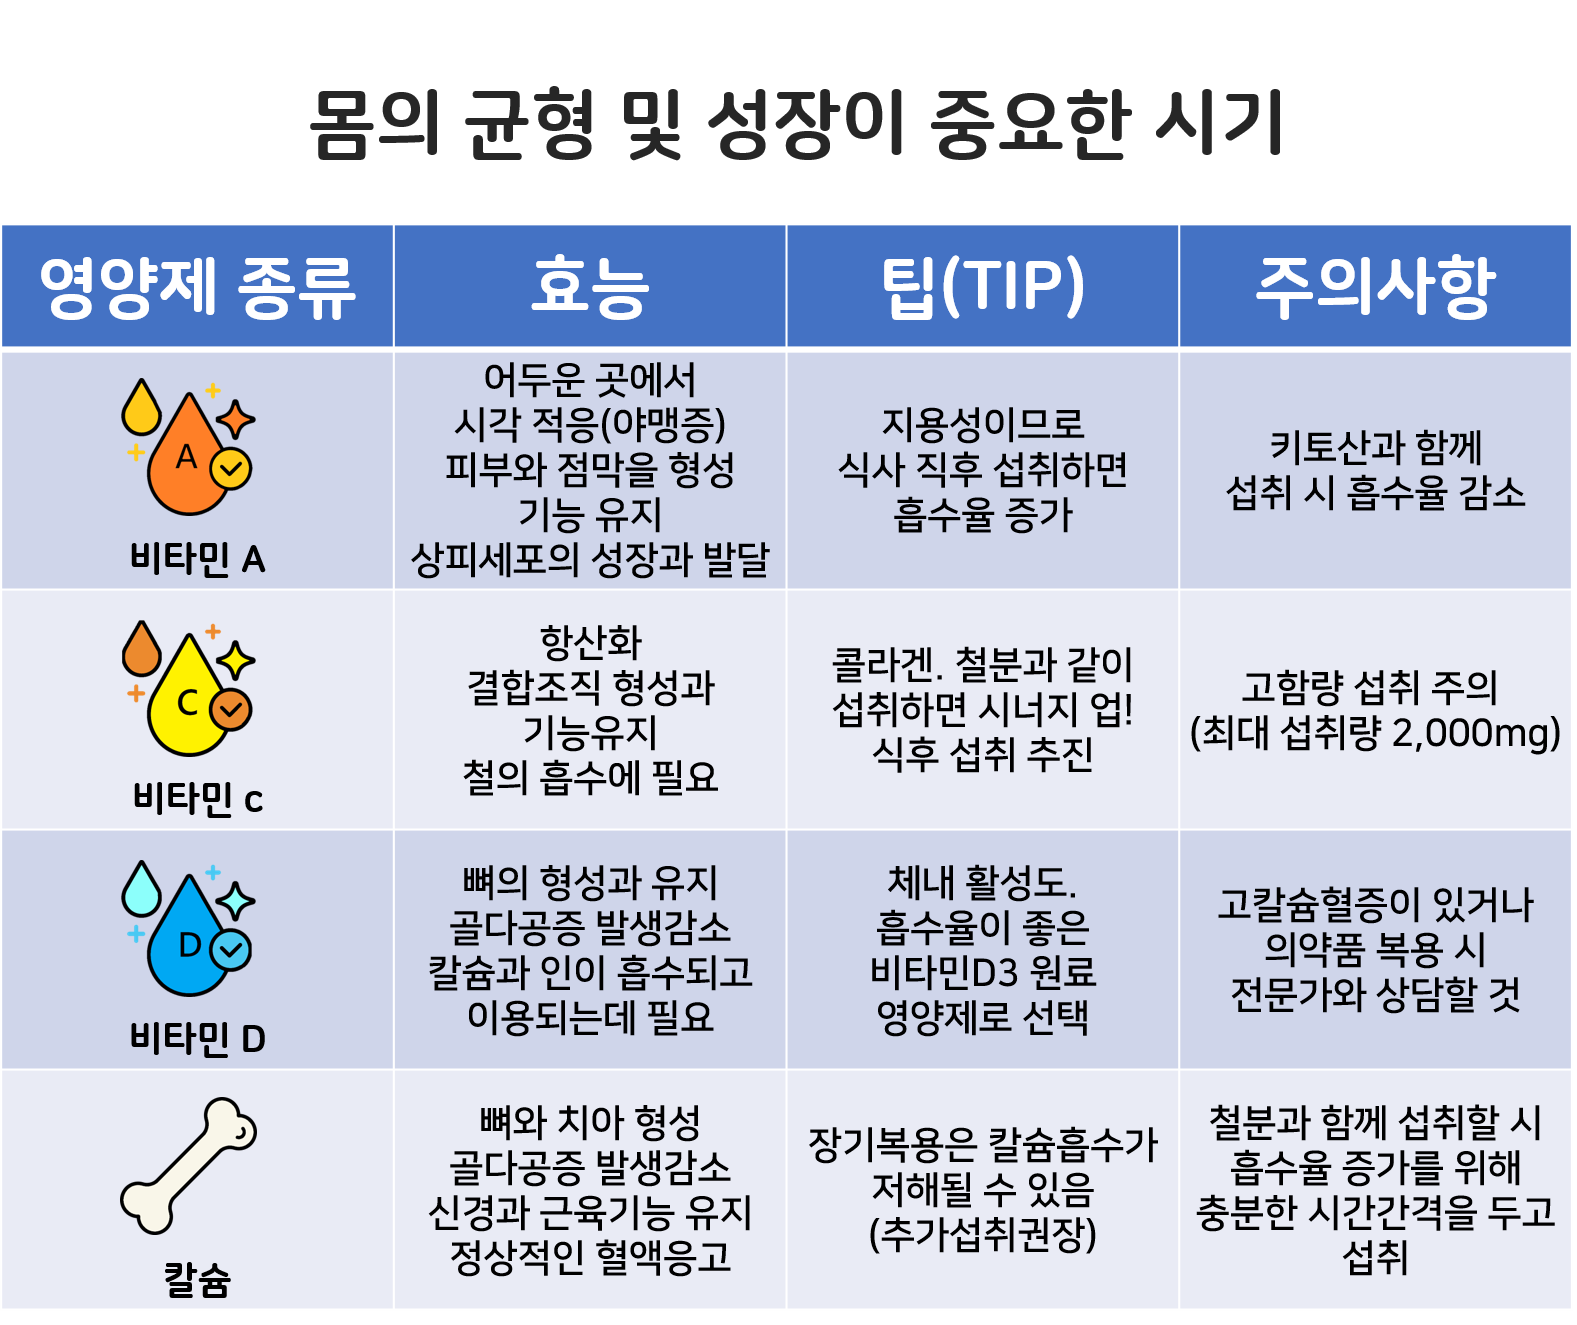 몸의 균형 및 성장이 중요한 시기
영양제 종류
효능
팁(TIP)
주의사항
A
비타민 A
어두운 곳에서
시각 적응(야맹증)
피부와 점막을 형성
기능 유지
상피세포의 성장과 발달
지용성이므로
식사 직후 섭취하면
흡수율 증가
키토산과 함께
섭취 시 흡수율 감소
C
비타민 c
항산화
결합조직 형성과
기능유지
철의 흡수에 필요
콜라겐. 철분과 같이
섭취하면 시너지 업!
식후 섭취 추진
고함량 섭취 주의
(최대 섭취량 2,000mg)
D
비타민 D
뼈의 형성과 유지
골다공증 발생감소
칼슘과 인이 흡수되고
이용되는데 필요
체내 활성도.
흡수율이 좋은
비타민D3 원료
영양제로 선택
고칼슘혈증이 있거나
의약품 복용 시
전문가와 상담할 것
칼슘
뼈와 치아 형성
골다공증 발생감소
신경과 근육기능 유지
정상적인 혈액응고
장기복용은 칼슘흡수가
저해될 수 있음
(추가섭취권장)
철분과 함께 섭취할 시
흡수율 증가를 위해
충분한 시간간격을 두고
섭취